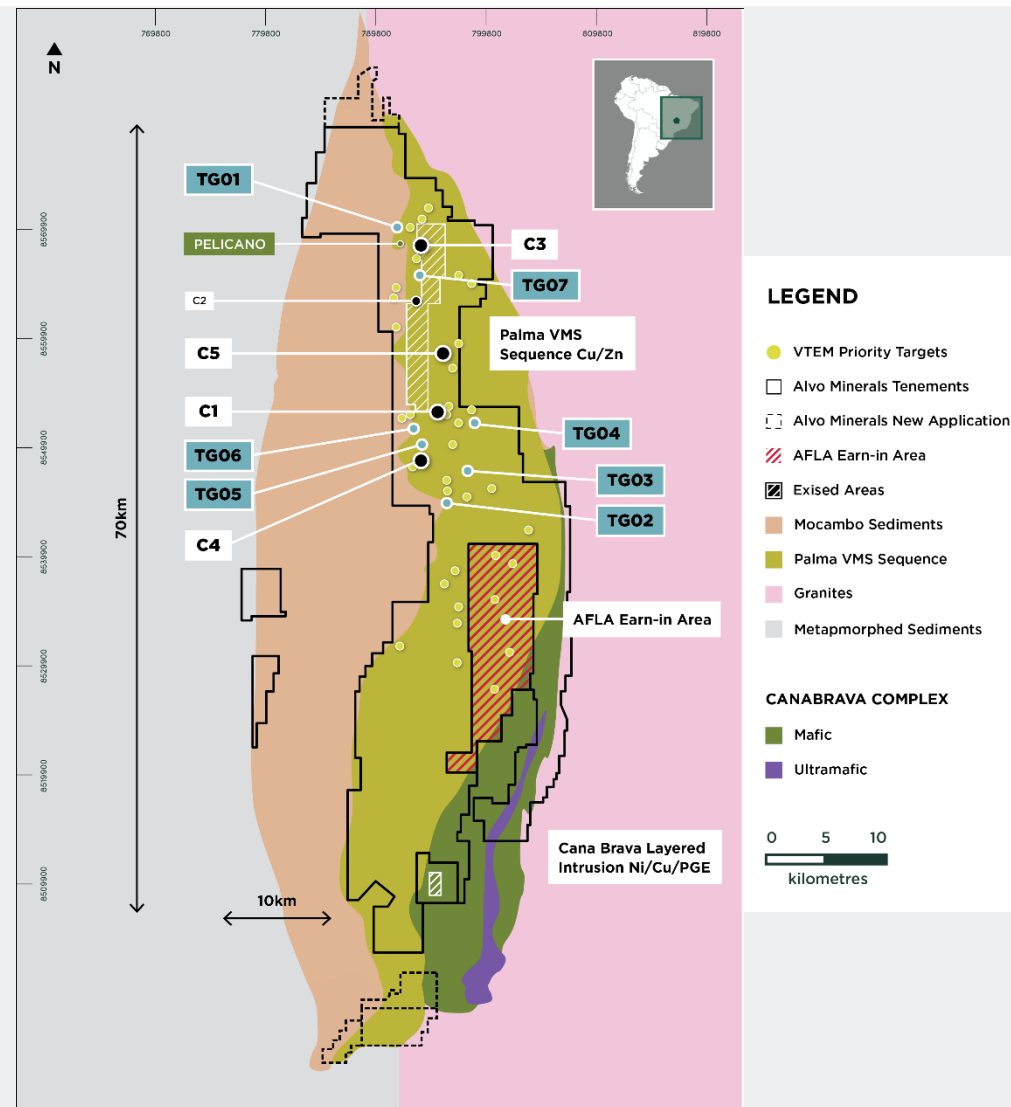 769800
779800
789800
799800
809800
819800
N
TG01
8569900
PELICANO
C3
TG07
C2
Palma VMS
Sequence Cu/Zn
8559900
C5
C1
TG04
8549900
TG06
TG03
TG05
TG02
C4
70km
8539900
AFLA Earn-in Area
8529900
8519900
Cana Brava Layered
Intrusion Ni/Cu/PGE
8509900
10km
LEGEND
VTEM Priority Targets
Alvo Minerals Tenements
Alvo Minerals New Application
AFLA Earn-in Area
Exised Areas
Mocambo Sediments
Palma VMS Sequence
Granites
Metapmorphed Sediments
CANABRAVA COMPLEX
Mafic
Ultramafic
0 5 10
kilometres